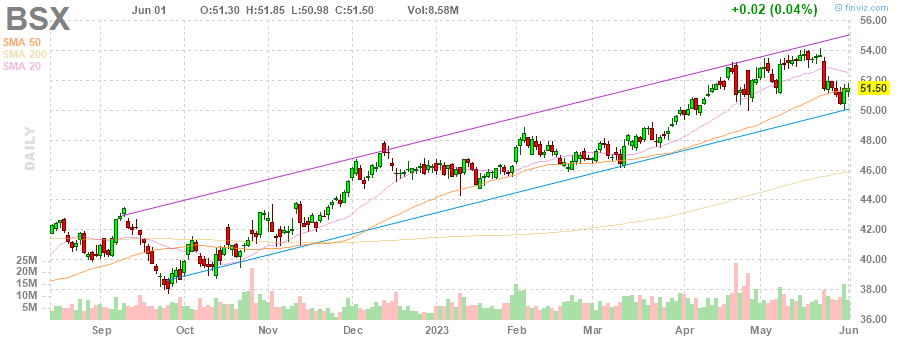 BSX
Jun 01 O:51.30 H:51.85 L:50.98 C:51.50 Vol:8.58M +0.02 (0.04%) © finviz.com
SMA 50
SMA 200
SMA 20
DAILY
56.00
54.00
52.00
51.50
50.00
48.00
46.00
44.00
42.00
40.00
38.00
36.00
25M
20M
15M
10M
5M
Sep Oct Nov Dec 2023 Feb Mar Apr May Jun